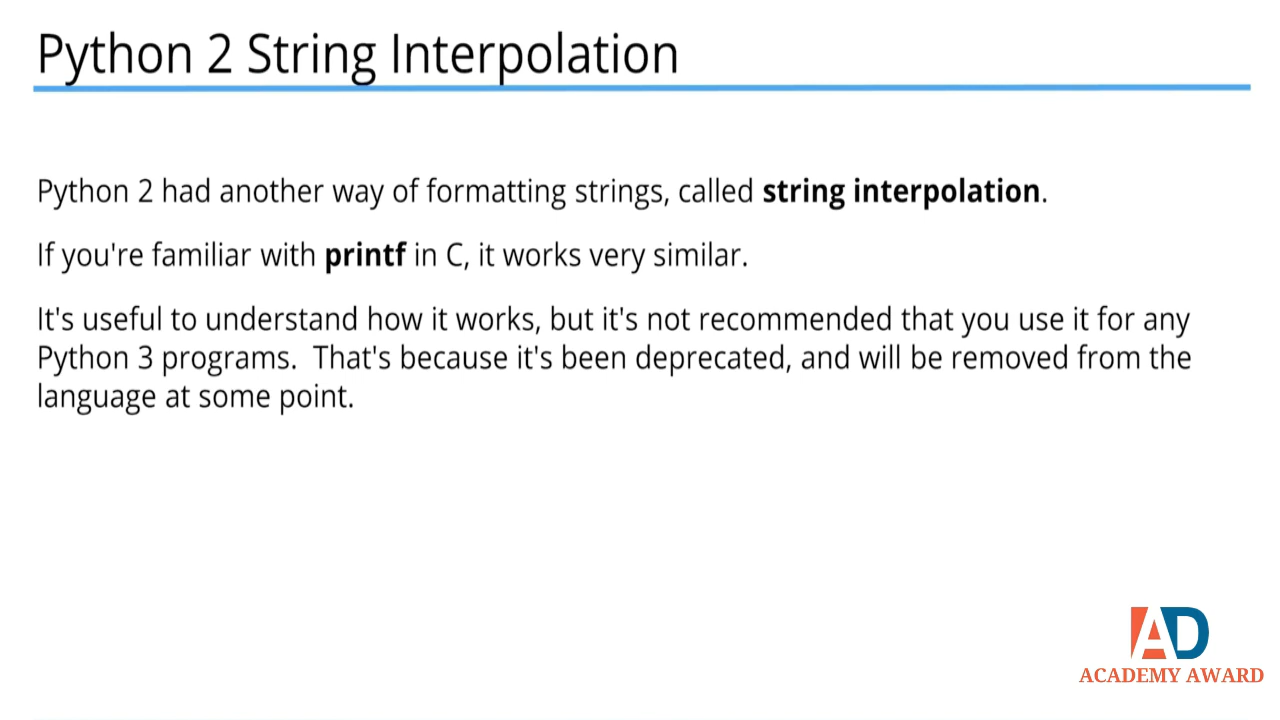 Python 2 String Interpolation
Python 2 had another way of formatting strings, called string interpolation.
If you're familiar with printf in C, it works very similar.
It's useful to understand how it works, but it's not recommended that you use it for any
Python 3 programs.  That's because it's been deprecated, and will be removed from the
language at some point.
AD
ACADEMY AWARD